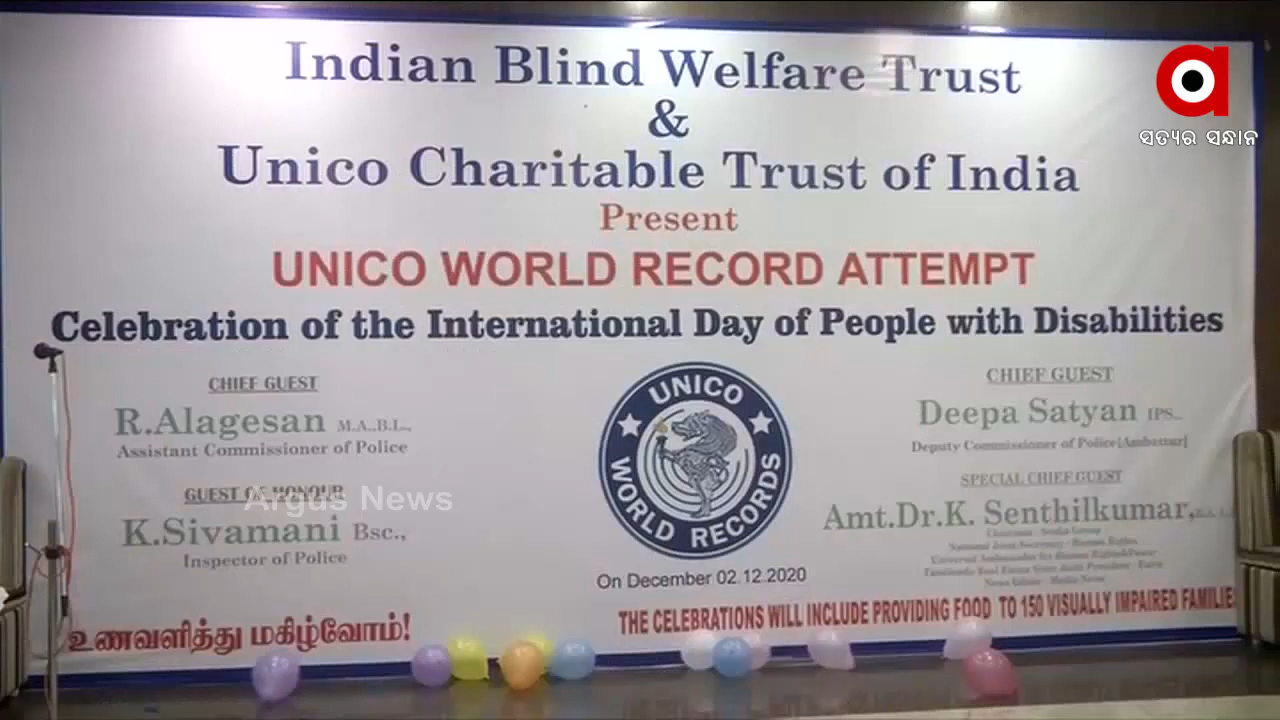 Indian Blind Welfare Trust
&
Unico Charitable Trust of India
Present
UNICO WORLD RECORD ATTEMPT
Celebration of the International Day of People with Disabilities
CHIEF GUEST
R.Alagesan M.A.,B.L.,
Assistant Commissioner of Police
GUEST OF HONOUR
K.Sivamani Bsc.,
Inspector of Police
உணவளித்து மகிழ்வோம்!
UNICO
WORLD RECORDS
On December 02.12.2020
CHIEF GUEST
Deepa Satyan IPS.,
Deputy Commissioner of Police[Ambattur]
SPECIAL CHIEF GUEST
Amt.Dr.K. Senthilkumar,
THE CELEBRATIONS WILL INCLUDE PROVIDING FOOD TO 150 VISUALLY IMPAIRED FAMILIES
ସତ୍ୟର ସନ୍ଧାନ
Argus News